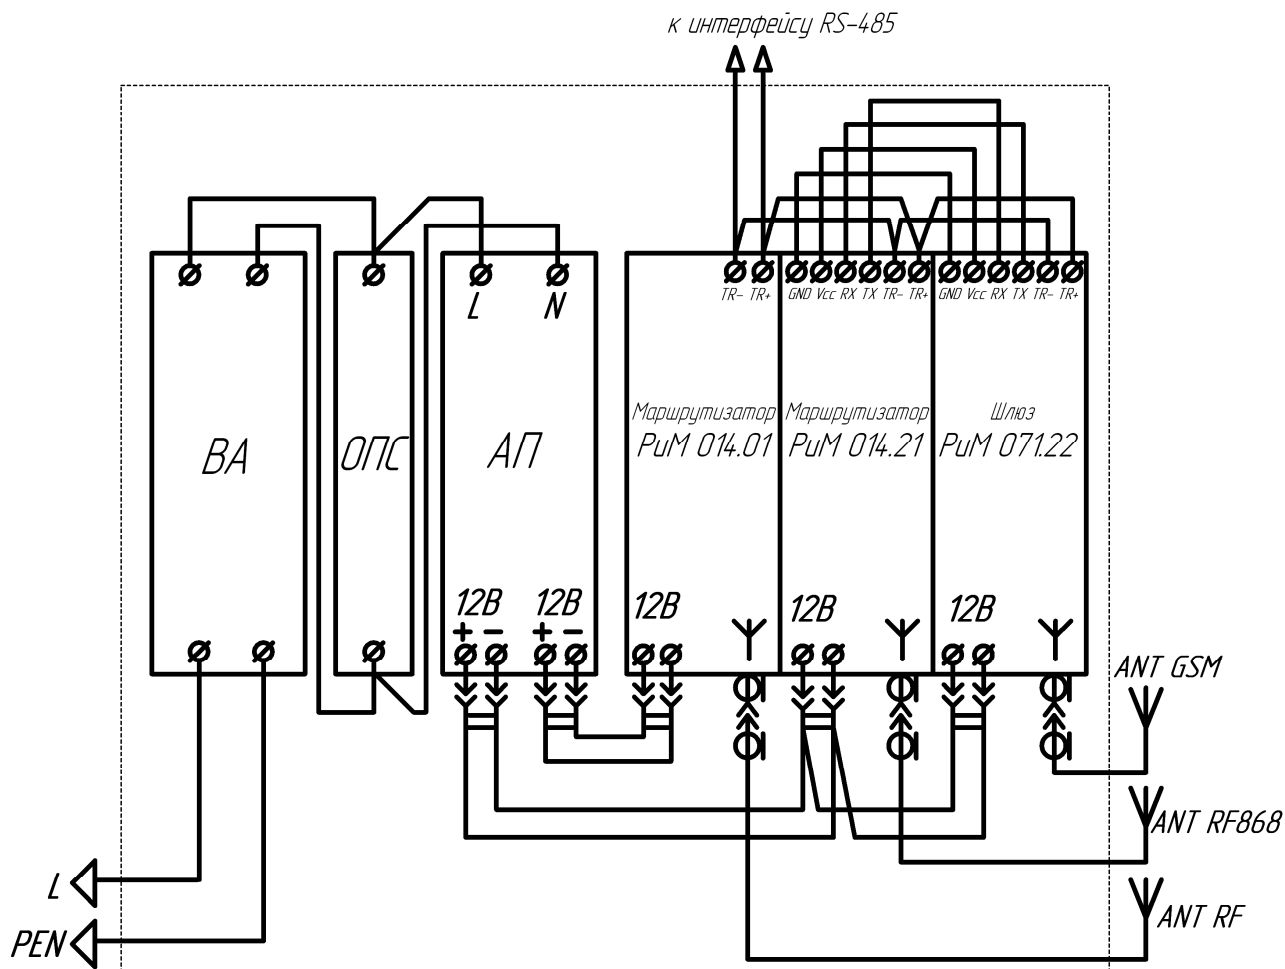 к интерфейсу RS-485
TR- TR+ GND Vcc RX TX TR- TR+ GND Vcc RX TX TR- TR+
L N
Маршрутизатор Маршрутизатор Шлюз
ВА ОПС АП РиМ 014.01 РиМ 014.21 РиМ 071.22
12В 12В 12В 12В 12В
+ - + -
ANT GSM
ANT RF868
L
ANT RF
PEN